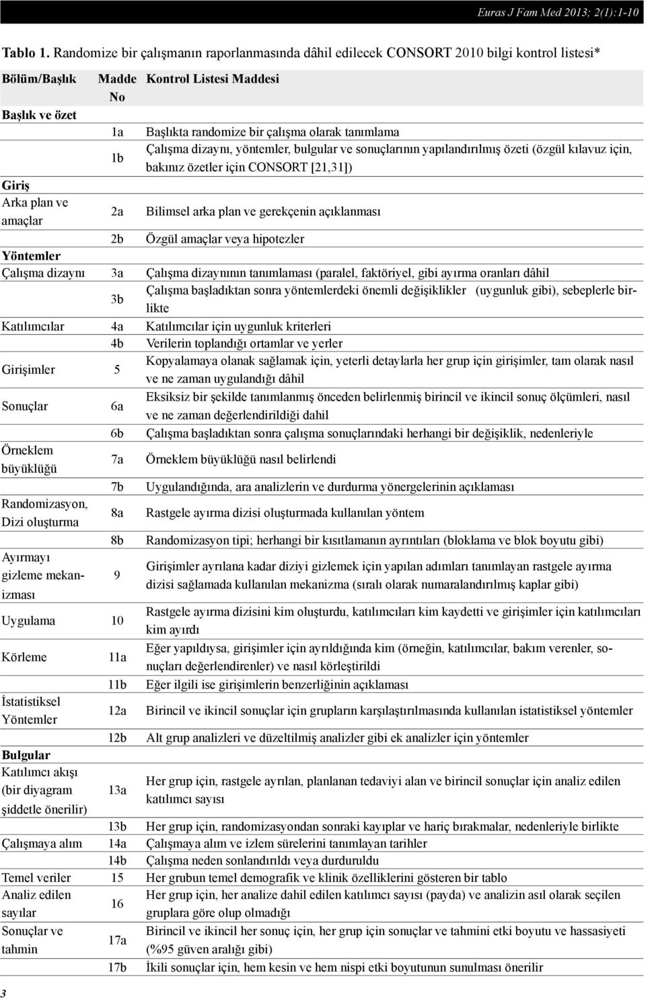 Euras J Fam Med 2013; 2(1):1-10
Tablo 1. Randomize bir çalışmanın raporlanmasında dâhil edilecek CONSORT 2010 bilgi kontrol listesi*
Bölüm/Başlık Madde Kontrol Listesi Maddesi
No
Başlık ve özet
1a Başlıkta randomize bir çalışma olarak tanımlama
1b Çalışma dizaynı, yöntemler, bulgular ve sonuçlarının yapılandırılmış özeti (özgül kılavuz için,
bakınız özetler için CONSORT [21,31])
Giriş
Arka plan ve
amaçlar
2a Bilimsel arka plan ve gerekçenin açıklanması
2b Özgül amaçlar veya hipotezler
Yöntemler
Çalışma dizaynı 3a Çalışma dizaynının tanımlaması (paralel, faktöriyel, gibi ayırma oranları dâhil
3b Çalışma başladıktan sonra yöntemlerdeki önemli değişiklikler (uygunluk gibi), sebeplerle bir-
likte
Katılımcılar 4a Katılımcılar için uygunluk kriterleri
4b Verilerin toplandığı ortamlar ve yerler
Girişimler 5 Kopyalamaya olanak sağlamak için, yeterli detaylarla her grup için girişimler, tam olarak nasıl
ve ne zaman uygulandığı dâhil
Sonuçlar 6a Eksiksiz bir şekilde tanımlanmış önceden belirlenmiş birincil ve ikincil sonuç ölçümleri, nasıl
ve ne zaman değerlendirildiği dahil
6b Çalışma başladıktan sonra çalışma sonuçlarındaki herhangi bir değişiklik, nedenleriyle
Örneklem
büyüklüğü
7a Örneklem büyüklüğü nasıl belirlendi
7b Uygulandığında, ara analizlerin ve durdurma yönergelerinin açıklaması
Randomizasyon,
Dizi oluşturma
8a Rastgele ayırma dizisi oluşturmada kullanılan yöntem
8b Randomizasyon tipi; herhangi bir kısıtlamanın ayrıntıları (bloklama ve blok boyutu gibi)
Ayırmayı
gizleme mekan-
izması
9 Girişimler ayrılana kadar diziyi gizlemek için yapılan adımları tanımlayan rastgele ayırma
dizisi sağlamada kullanılan mekanizma (sıralı olarak numaralandırılmış kaplar gibi)
Uygulama 10 Rastgele ayırma dizisini kim oluşturdu, katılımcıları kim kaydetti ve girişimler için katılımcıları
kim ayırdı
Körleme 11a Eğer yapıldıysa, girişimler için ayrıldığında kim (örneğin, katılımcılar, bakım verenler, so-
nuçları değerlendirenler) ve nasıl körleştirildi
11b Eğer ilgili ise girişimlerin benzerliğinin açıklaması
İstatistiksel
Yöntemler
12a Birincil ve ikincil sonuçlar için grupların karşılaştırılmasında kullanılan istatistiksel yöntemler
12b Alt grup analizleri ve düzeltilmiş analizler gibi ek analizler için yöntemler
Bulgular
Katılımcı akışı
(bir diyagram
şiddetle önerilir)
13a Her grup için, rastgele ayrılan, planlanan tedaviyi alan ve birincil sonuçlar için analiz edilen
katılımcı sayısı
13b Her grup için, randomizasyondan sonraki kayıplar ve hariç bırakmalar, nedenleriyle birlikte
Çalışmaya alım 14a Çalışmaya alım ve izlem sürelerini tanımlayan tarihler
14b Çalışma neden sonlandırıldı veya durduruldu
Temel veriler 15 Her grubun temel demografik ve klinik özelliklerini gösteren bir tablo
Analiz edilen
sayılar
16 Her grup için, her analize dahil edilen katılımcı sayısı (payda) ve analizin asıl olarak seçilen
gruplara göre olup olmadığı
Sonuçlar ve
tahmin
17a Birincil ve ikincil her sonuç için, her grup için sonuçlar ve tahmini etki boyutu ve hassasiyeti
(%95 güven aralığı gibi)
17b İkili sonuçlar için, hem kesin ve hem nispi etki boyutunun sunulması önerilir
3